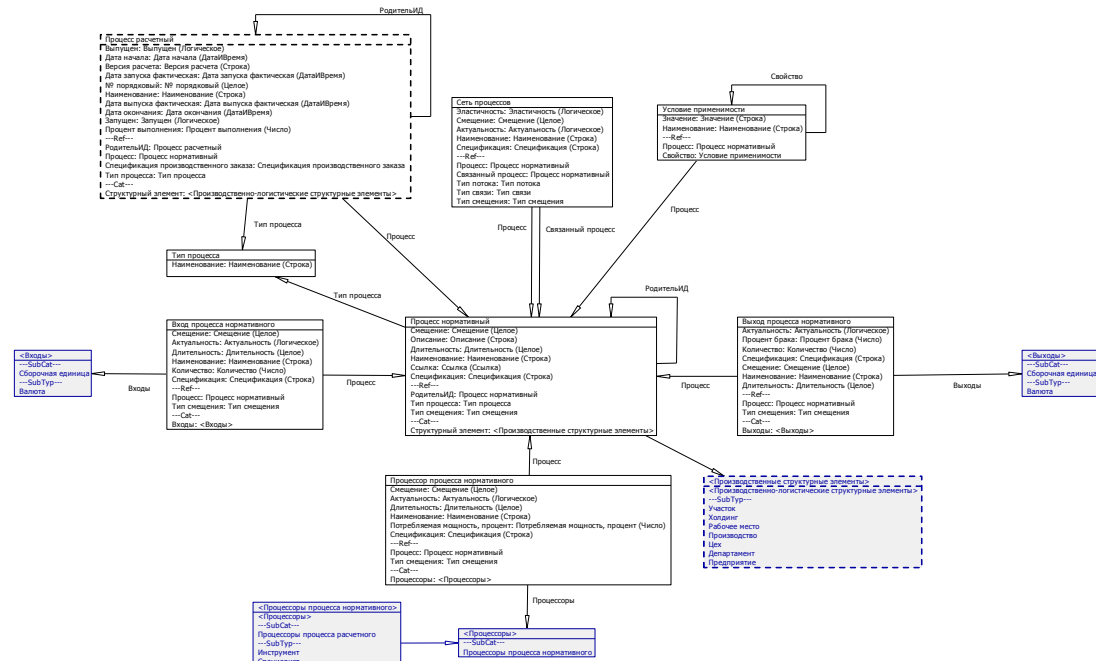 РодительИД
Процесс расчетный
Выпущен: Выпущен (Логическое)
Дата начала: Дата начала (ДатаИВремя)
Версия расчета: Версия расчета (Строка)
Дата запуска фактическая: Дата запуска фактическая (ДатаИВремя)
№ порядковый: № порядковый (Целое)
Наименование: Наименование (Строка)
Дата выпуска фактическая: Дата выпуска фактическая (ДатаИВремя)
Дата окончания: Дата окончания (ДатаИВремя)
Запущен: Запущен (Логическое)
Процент выполнения: Процент выполнения (Число)
---Ref---
РодительИД: Процесс расчетный
Процесс: Процесс нормативный
Спецификация производственного заказа: Спецификация производственного заказа
Тип процесса: Тип процесса
---Cat---
Структурный элемент: <Производственно-логистические структурные элементы>
Сеть процессов
Эластичность: Эластичность (Логическое)
Смещение: Смещение (Целое)
Актуальность: Актуальность (Логическое)
Наименование: Наименование (Строка)
Спецификация: Спецификация (Строка)
---Ref---
Процесс: Процесс нормативный
Связанный процесс: Процесс нормативный
Тип потока: Тип потока
Тип связи: Тип связи
Тип смещения: Тип смещения
Свойство
Условие применимости
Значение: Значение (Строка)
Наименование: Наименование (Строка)
---Ref---
Процесс: Процесс нормативный
Свойство: Условие применимости
Тип процесса
Процесс
Процесс
Связанный процесс
Процесс
Тип процесса
Наименование: Наименование (Строка)
Тип процесса
РодительИД
Процесс нормативный
Смещение: Смещение (Целое)
Описание: Описание (Строка)
Длительность: Длительность (Целое)
Наименование: Наименование (Строка)
Ссылка: Ссылка (Ссылка)
Спецификация: Спецификация (Строка)
---Ref---
РодительИД: Процесс нормативный
Тип процесса: Тип процесса
Тип смещения: Тип смещения
---Cat---
Структурный элемент: <Производственные структурные элементы>
Вход процесса нормативного
Смещение: Смещение (Целое)
Актуальность: Актуальность (Логическое)
Длительность: Длительность (Целое)
Наименование: Наименование (Строка)
Количество: Количество (Число)
Спецификация: Спецификация (Строка)
---Ref---
Процесс: Процесс нормативный
Тип смещения: Тип смещения
---Cat---
Входы: <Входы>
<Входы>
---SubCat---
Сборочная единица
---SubTyp---
Валюта
Входы
Процесс
Выход процесса нормативного
Актуальность: Актуальность (Логическое)
Процент брака: Процент брака (Число)
Количество: Количество (Число)
Спецификация: Спецификация (Строка)
Смещение: Смещение (Целое)
Наименование: Наименование (Строка)
Длительность: Длительность (Целое)
---Ref---
Процесс: Процесс нормативный
Тип смещения: Тип смещения
---Cat---
Выходы: <Выходы>
Процесс
Выходы
<Выходы>
---SubCat---
Сборочная единица
---SubTyp---
Валюта
Процесс
Процессор процесса нормативного
Смещение: Смещение (Целое)
Актуальность: Актуальность (Логическое)
Длительность: Длительность (Целое)
Наименование: Наименование (Строка)
Потребляемая мощность, процент: Потребляемая мощность, процент (Число)
Спецификация: Спецификация (Строка)
---Ref---
Процесс: Процесс нормативный
Тип смещения: Тип смещения
---Cat---
Процессоры: <Процессоры>
<Производственные структурные элементы>
<Производственно-логистические структурные элементы>
---SubTyp---
Участок
Холдинг
Рабочее место
Производство
Цех
Департамент
Предприятие
Процессоры
<Процессоры процесса нормативного>
<Процессоры>
---SubCat---
Процессоры процесса расчетного
---SubTyp---
Инструмент
<Процессоры>
---SubCat---
Процессоры процесса нормативного